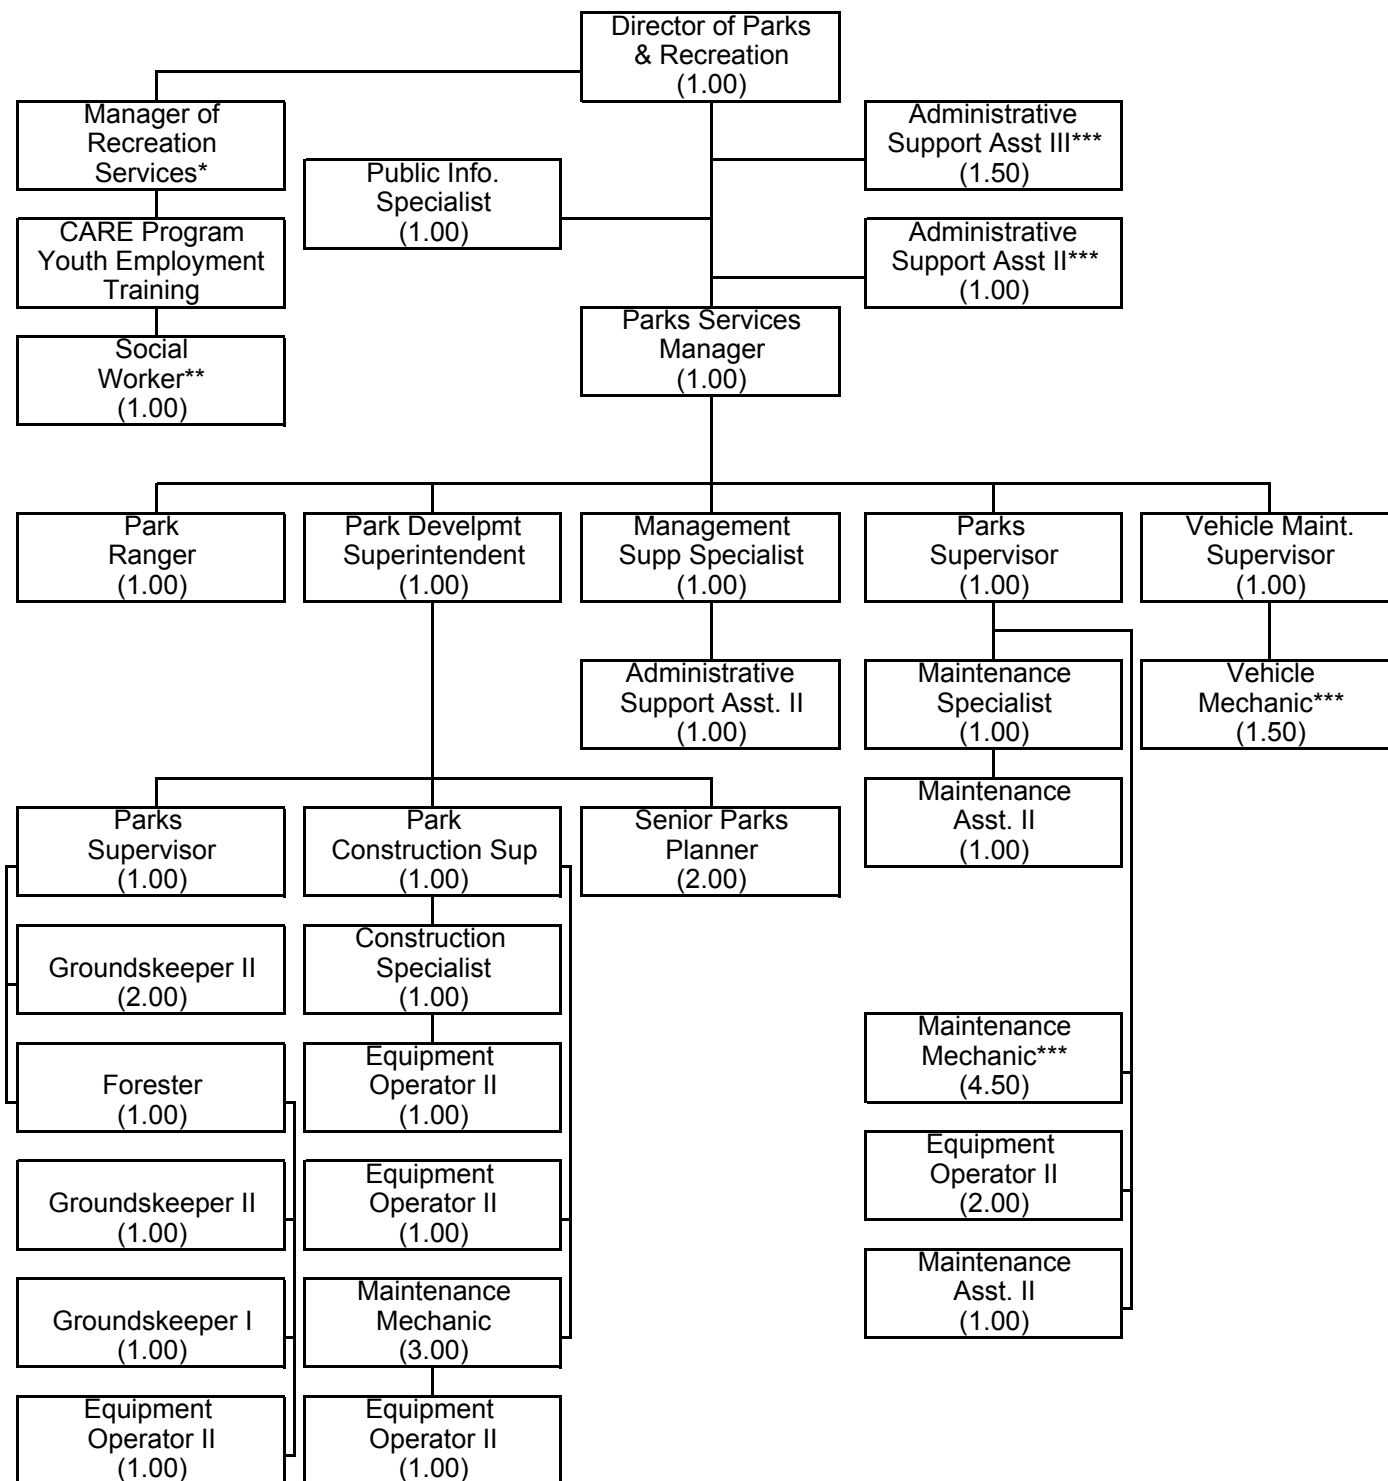 Director of Parks
& Recreation
(1.00)
Manager of
Recreation
Services*
Administrative
Support Asst III***
(1.50)
Public Info.
Specialist
(1.00)
CARE Program
Youth Employment
Training
Administrative
Support Asst II***
(1.00)
Parks Services
Manager
(1.00)
Social
Worker**
(1.00)
Park
Ranger
(1.00)
Park Develpmt
Superintendent
(1.00)
Management
Supp Specialist
(1.00)
Parks
Supervisor
(1.00)
Vehicle Maint.
Supervisor
(1.00)
Administrative
Support Asst. II
(1.00)
Maintenance
Specialist
(1.00)
Vehicle
Mechanic***
(1.50)
Maintenance
Asst. II
(1.00)
Parks
Supervisor
(1.00)
Park
Construction Sup
(1.00)
Senior Parks
Planner
(2.00)
Groundskeeper II
(2.00)
Construction
Specialist
(1.00)
Maintenance
Mechanic***
(4.50)
Forester
(1.00)
Equipment
Operator II
(1.00)
Equipment
Operator II
(2.00)
Groundskeeper II
(1.00)
Equipment
Operator II
(1.00)
Maintenance
Asst. II
(1.00)
Groundskeeper I
(1.00)
Maintenance
Mechanic
(3.00)
Equipment
Operator II
(1.00)
Equipment
Operator II
(1.00)